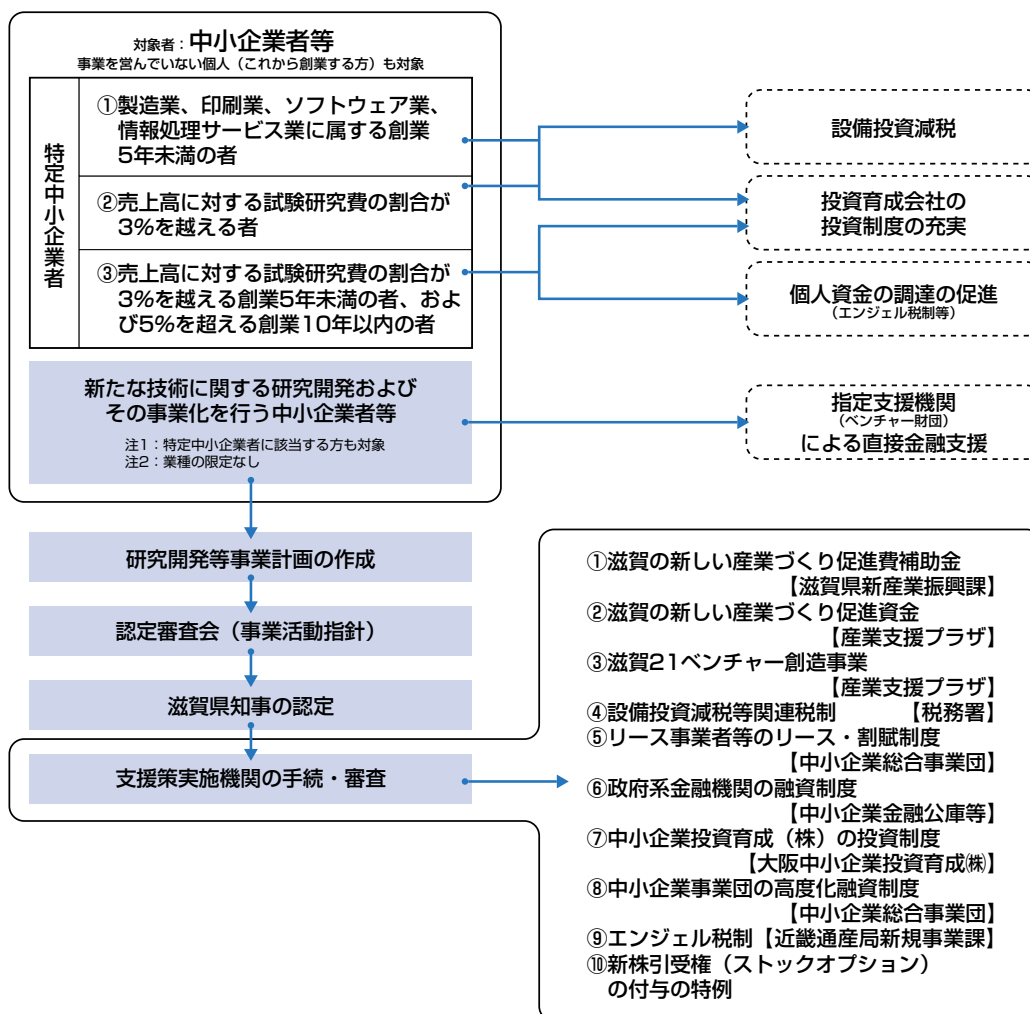 対象者：中小企業者等
事業を営んでいない個人（これから創業する方）も対象
特定中小企業者
①製造業、印刷業、ソフトウェア業、
情報処理サービス業に属する創業
5年未満の者
②売上高に対する試験研究費の割合が
3%を越える者
③売上高に対する試験研究費の割合が
3%を越える創業5年未満の者、およ
び5%を超える創業10年以内の者
新たな技術に関する研究開発および
その事業化を行う中小企業者等
注1：特定中小企業者に該当する方も対象
注2：業種の限定なし
設備投資減税
投資育成会社の
投資制度の充実
個人資金の調達の促進
（エンジェル税制等）
指定支援機関
（ベンチャー財団）
による直接金融支援
研究開発等事業計画の作成
認定審査会（事業活動指針）
滋賀県知事の認定
支援策実施機関の手続・審査
①滋賀の新しい産業づくり促進費補助金
【滋賀県新産業振興課】
②滋賀の新しい産業づくり促進資金
【産業支援プラザ】
③滋賀21ベンチャー創造事業
【産業支援プラザ】
④設備投資減税等関連税制　【税務署】
⑤リース事業者等のリース・割賦制度
【中小企業総合事業団】
⑥政府系金融機関の融資制度
【中小企業金融公庫等】
⑦中小企業投資育成（株）の投資制度
【大阪中小企業投資育成㈱】
⑧中小企業事業団の高度化融資制度
【中小企業総合事業団】
⑨エンジェル税制【近畿通産局新規事業課】
⑩新株引受権（ストックオプション）
の付与の特例